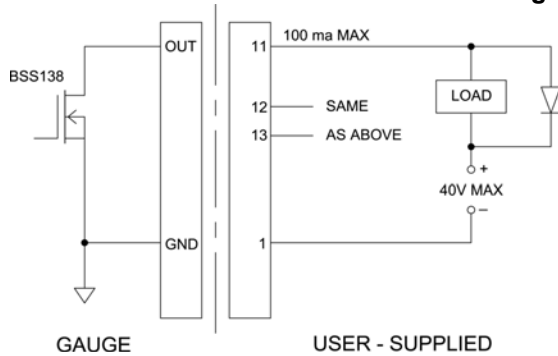 g
OUT
11
100 ma MAX
BSS138
12
SAME
LOAD
13
AS ABOVE
+
40V MAX
–
GND
1
GAUGE
USER - SUPPLIED